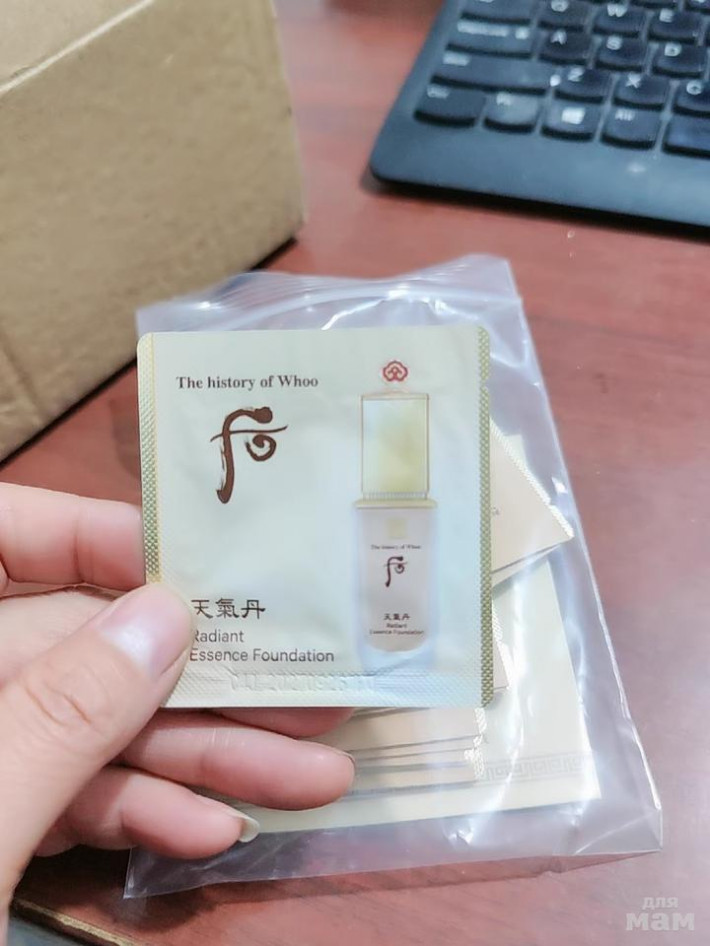 O W E
A S D
Z X C
Alt
The history of Whoo
The history of Whoo
天氣丹
Radiant
Essence Foundation
天氣丹
Radiant
Essence Foundation
для
мам